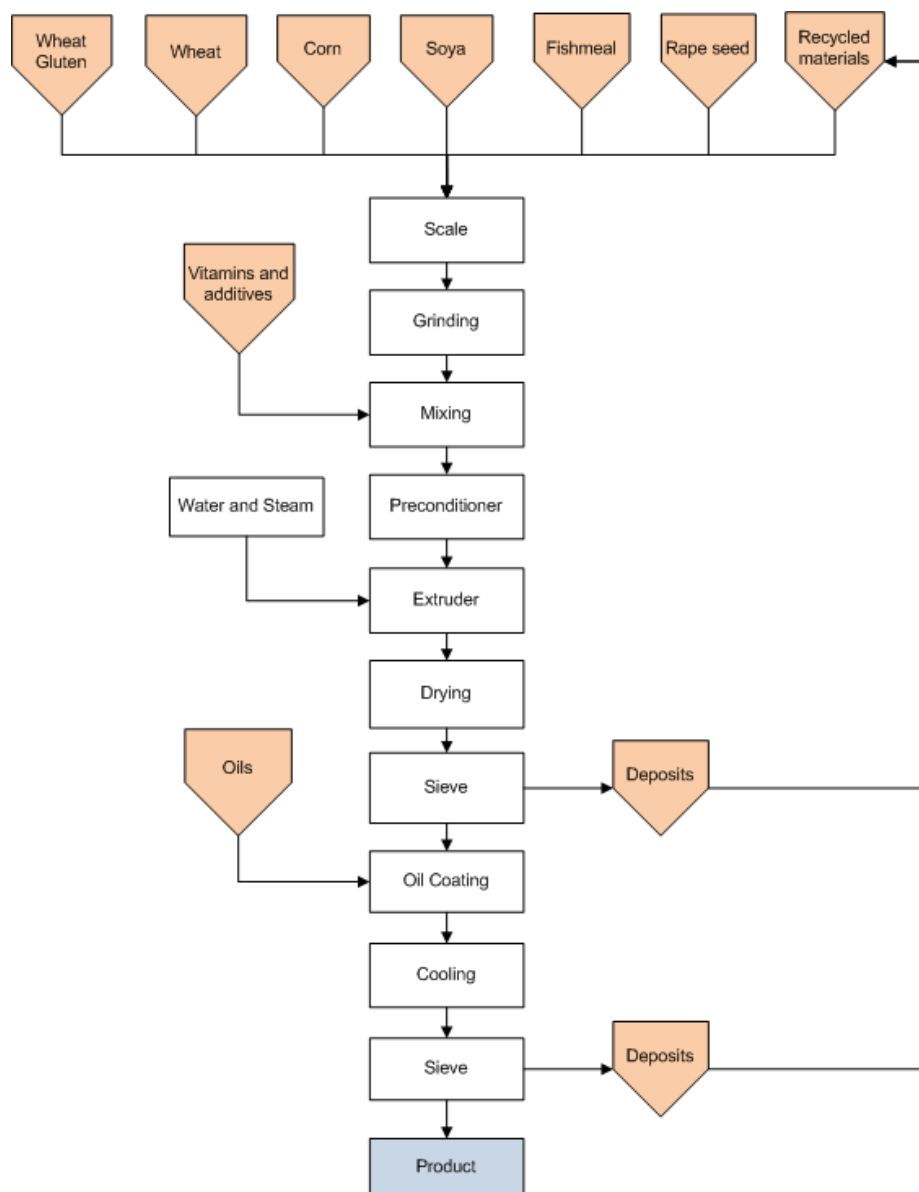 Wheat
Gluten
Wheat
Corn
Soya
Fishmeal
Rape seed
Recycled
materials
Scale
Vitamins and
additives
Grinding
Mixing
Water and Steam
Preconditioner
Extruder
Drying
Oils
Sieve
Deposits
Oil Coating
Cooling
Sieve
Deposits
Product